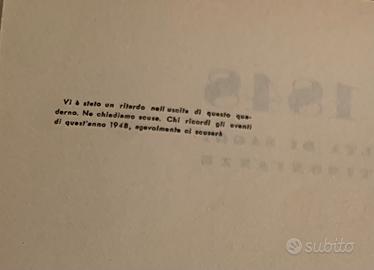 Vi è stato un ritardo nell'uscita di questo qua-
derno. Ne chiediamo scusa. Chi ricordi gli eventi
di quest'anno 1948, agevolmente ci scuserà
1848
subito